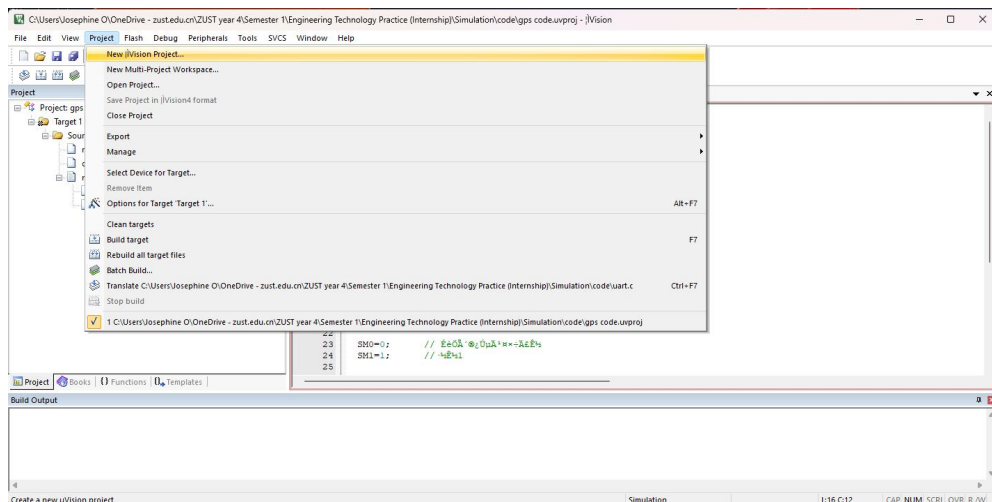 C:\Users\Josephine O\OneDrive - zust.edu.cn\ZUST year 4\Semester 1\Engineering Technology Practice (Internship)\Simulation\code\gps code.uvproj - µVision
File Edit View Project Flash Debug Peripherals Tools SVCS Window Help
New µVision Project...
New Multi-Project Workspace...
Open Project...
Save Project in µVision4 format
Close Project
Export
Manage
Select Device for Target...
Remove Item
Options for Target 'Target 1'... Alt+F7
Clean targets
Build target F7
Rebuild all target files
Batch Build...
Translate C:\Users\Josephine O\OneDrive - zust.edu.cn\ZUST year 4\Semester 1\Engineering Technology Practice (Internship)\Simulation\code\uart.c Ctrl+F7
Stop build
1 C:\Users\Josephine O\OneDrive - zust.edu.cn\ZUST year 4\Semester 1\Engineering Technology Practice (Internship)\Simulation\code\gps code.uvproj
Project
Project: gps
Target 1
Sour
22
23 SM0=0; //
24 SM1=1; //
25
Project Books Functions Templates
Build Output
Create a new uVision project Simulation L:16 C:12 CAP NUM SCRL OVR R/W